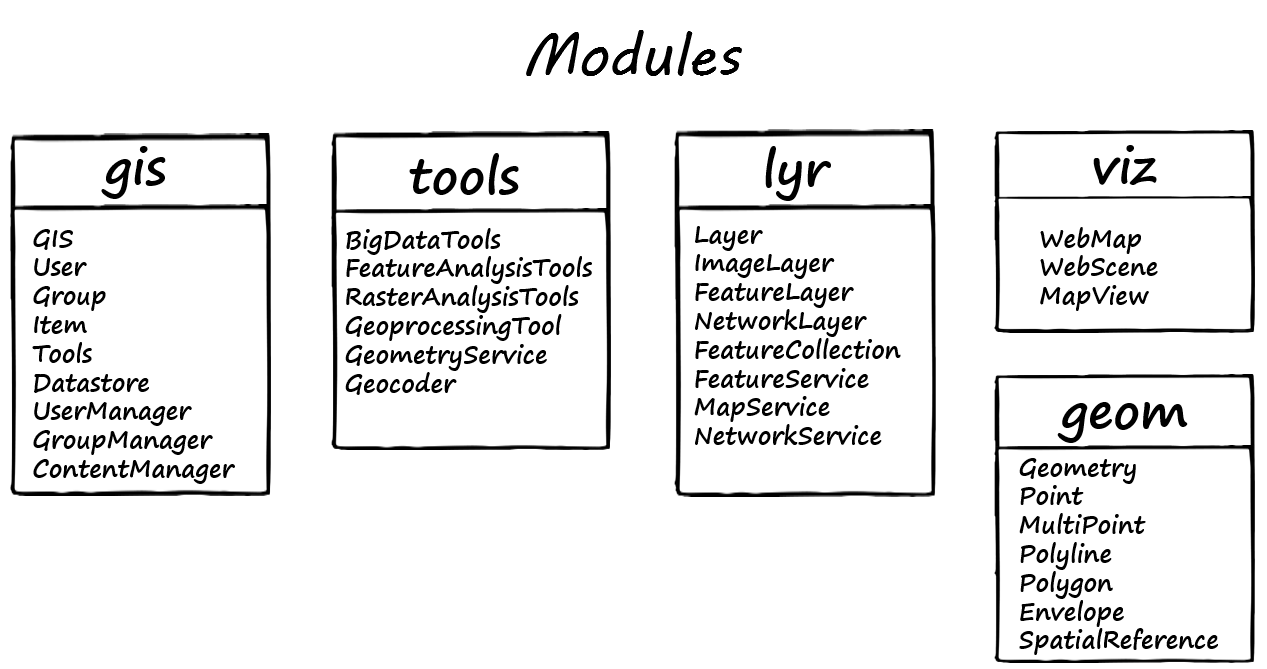 Modules
gis
GIS
User
Group
Item
Tools
Datastore
UserManager
GroupManager
ContentManager
tools
BigDataTools
FeatureAnalysisTools
RasterAnalysisTools
GeoprocessingTool
GeometryService
Geocoder
lyr
Layer
ImageLayer
FeatureLayer
NetworkLayer
FeatureCollection
FeatureService
MapService
NetworkService
viz
WebMap
WebScene
MapView
geom
Geometry
Point
MultiPoint
Polyline
Polygon
Envelope
SpatialReference